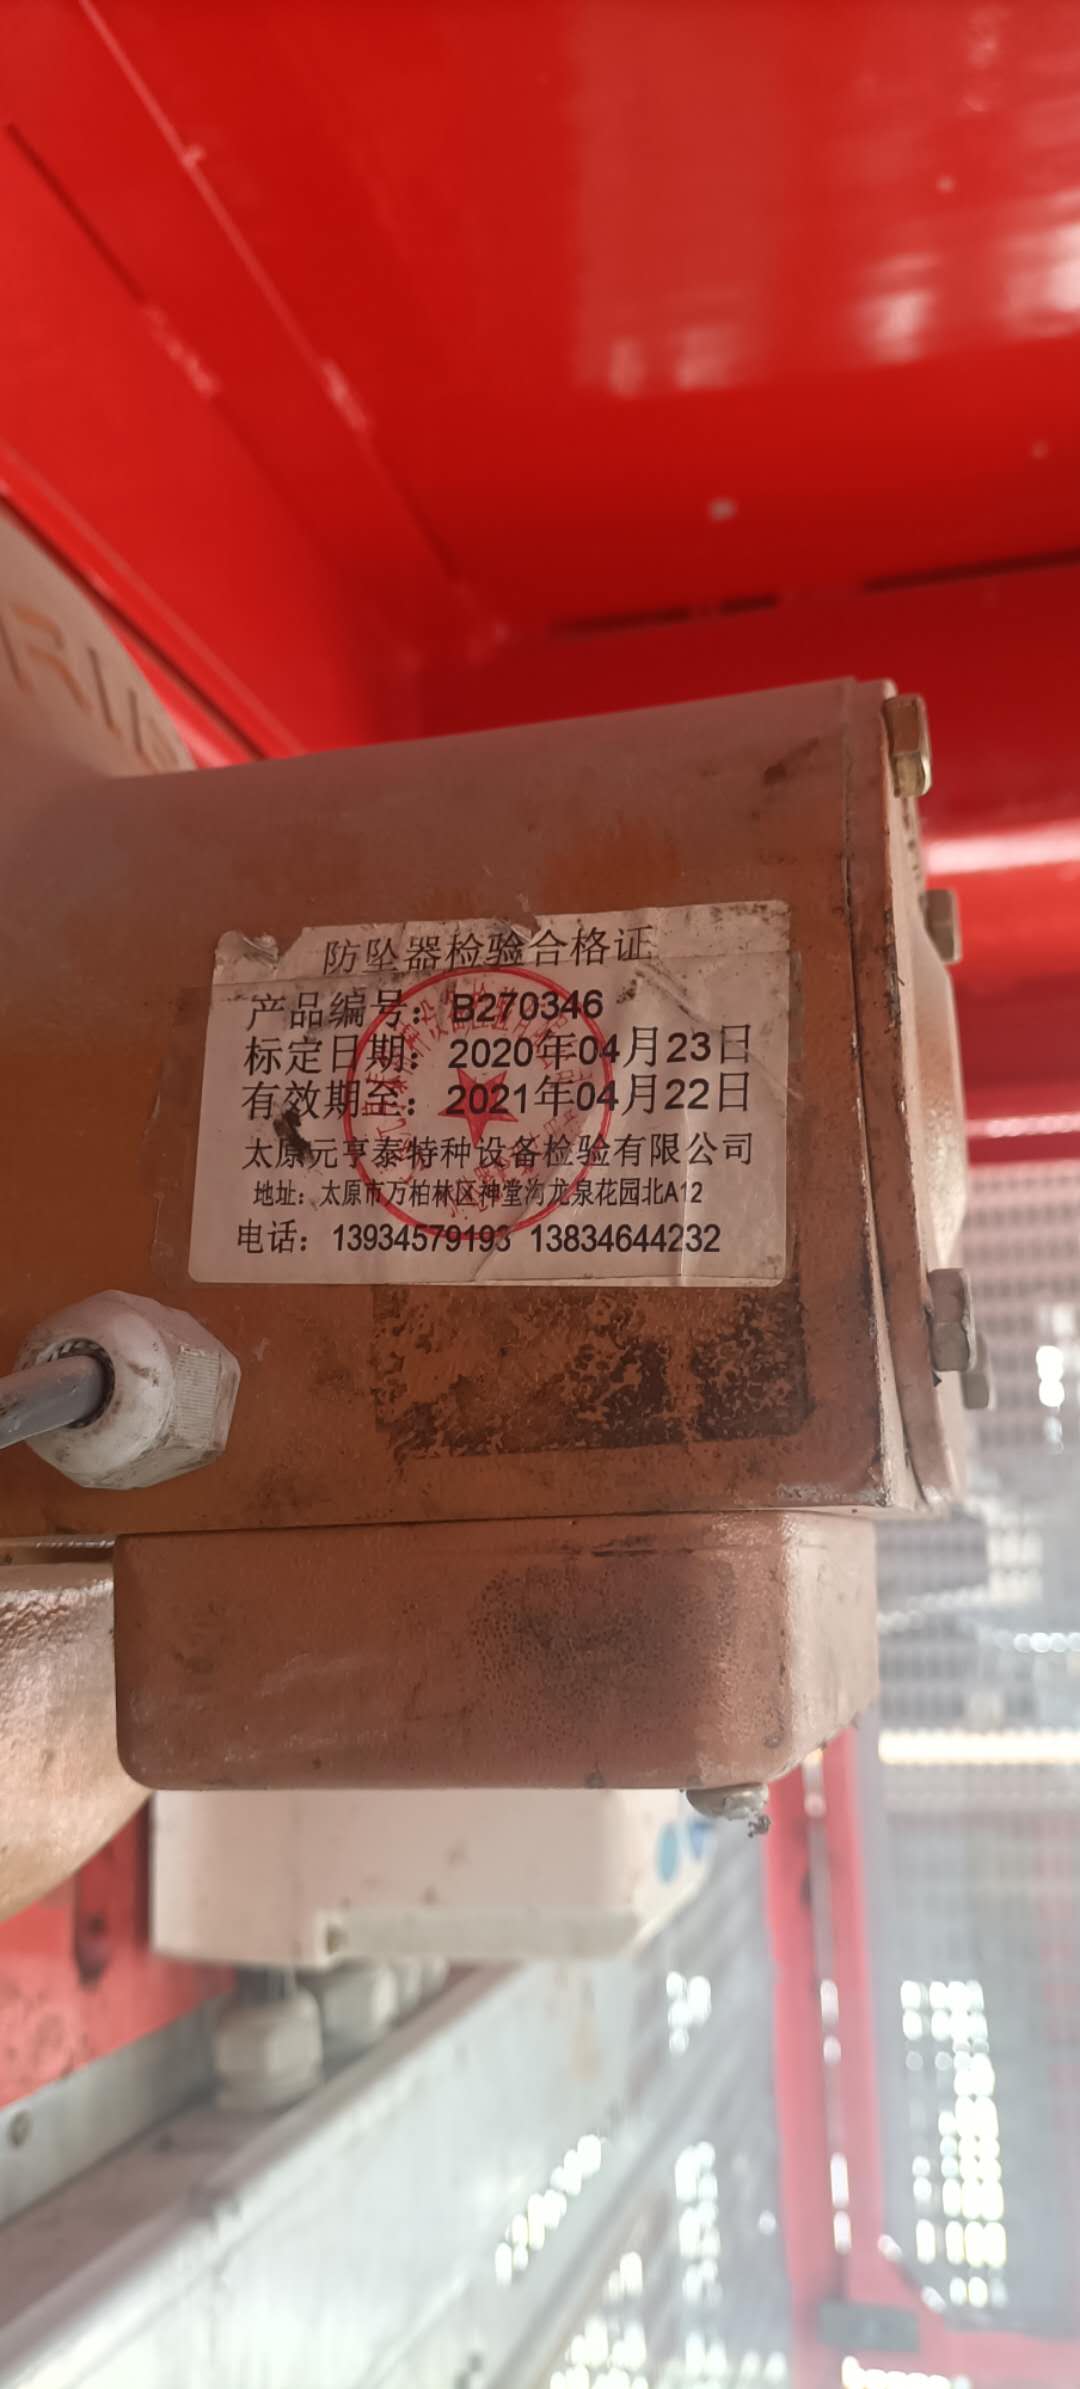 防坠器检验合格证
产品编号： B270346
标定日期： 2020年04月23日
有效期至： 2021年04月22日
太原元亨泰特种设备检验有限公司
地址：太原市万柏林区神堂沟龙泉花园北A12
电话： 13934579193 13834644232